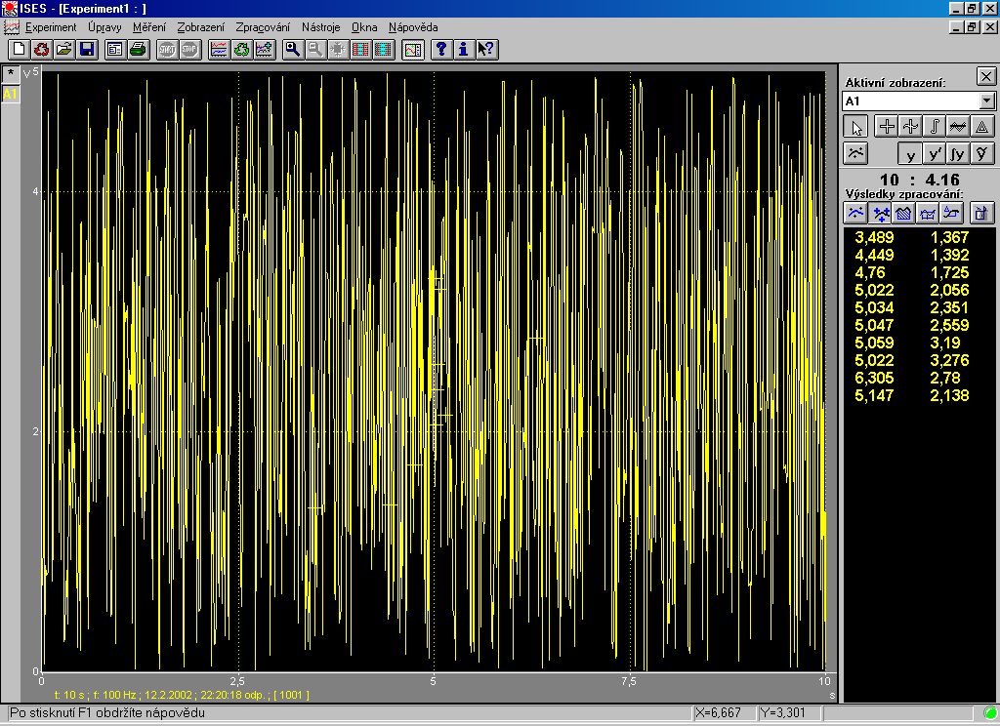 ISES - [Experiment1 : ]
Experiment Úpravy Měření Zobrazení Zpracování Nástroje Okna Nápověda
START STOP
* V 5
A1
4
2
0
0 2,5 5 7,5 10
s
t: 10 s ; f: 100 Hz ; 12.2.2002 ; 22:20:18 odp. ; [ 1001 ]
Aktivní zobrazení:
A1
y y' ∫y
10 : 4.16
Výsledky zpracování:
3,489 1,367
4,449 1,392
4,76 1,725
5,022 2,056
5,034 2,351
5,047 2,559
5,059 3,19
5,022 3,276
6,305 2,78
5,147 2,138
Po stisknutí F1 obdržíte nápovědu X=6,667 Y=3,301